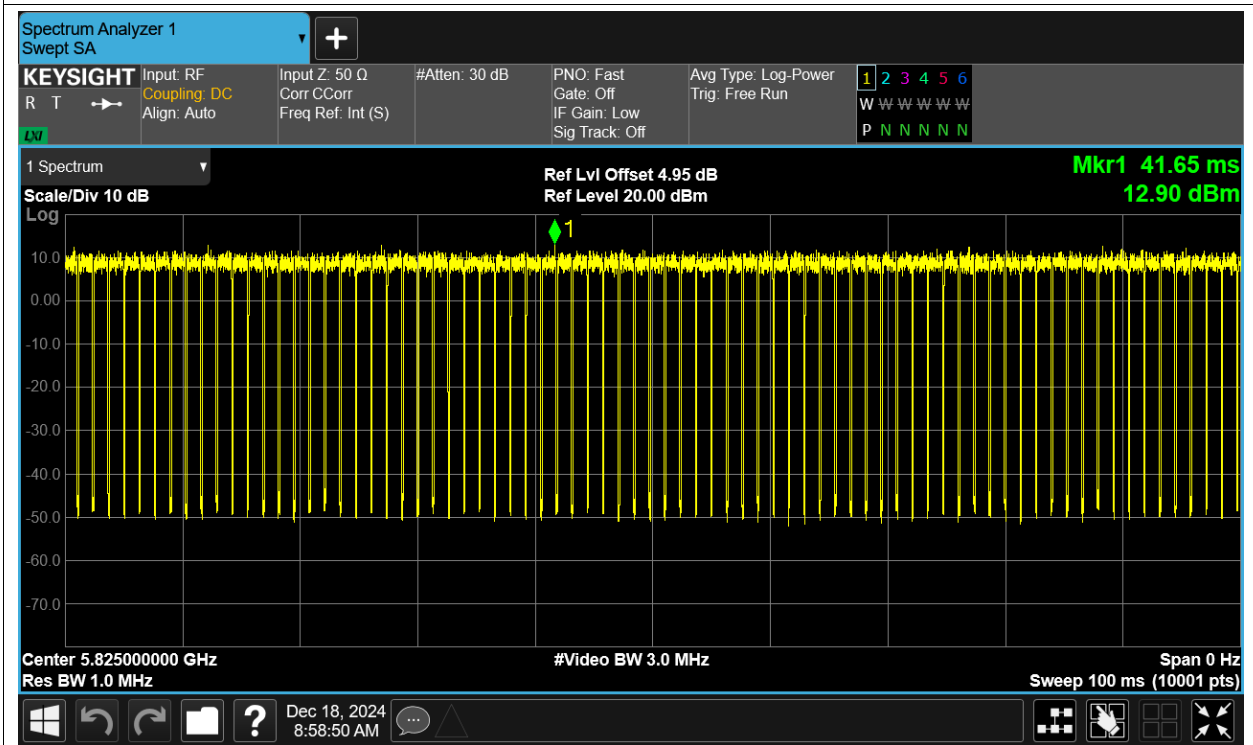 Spectrum Analyzer 1
Swept SA
+
KEYSIGHT
R T
LXI
Input: RF
Coupling: DC
Align: Auto
Input Z: 50 Ω
Corr CCorr
Freq Ref: Int (S)
#Atten: 30 dB
PNO: Fast
Gate: Off
IF Gain: Low
Sig Track: Off
Avg Type: Log-Power
Trig: Free Run
1 2 3 4 5 6
W W W W W W
P N N N N N
1 Spectrum
Scale/Div 10 dB
Ref Lvl Offset 4.95 dB
Ref Level 20.00 dBm
Mkr1 41.65 ms
12.90 dBm
Log
1
10.0
0.00
-10.0
-20.0
-30.0
-40.0
-50.0
-60.0
-70.0
Center 5.825000000 GHz
#Video BW 3.0 MHz
Span 0 Hz
Res BW 1.0 MHz
Sweep 100 ms (10001 pts)
?
Dec 18, 2024
8:58:50 AM